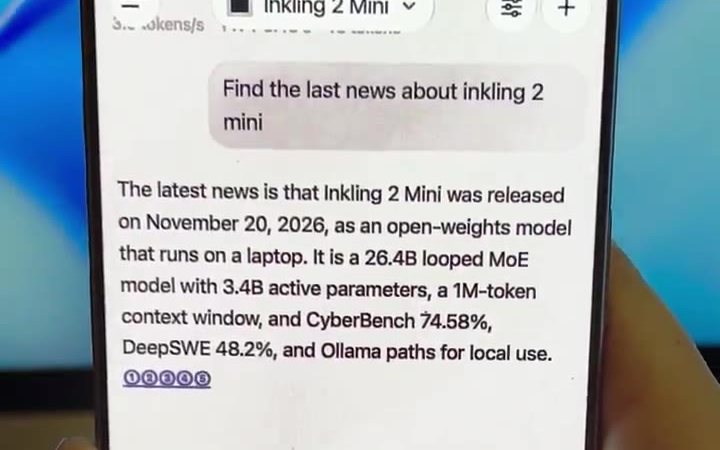 Inkling 2 Mini
tokens/s
Find the last news about inkling 2
mini
The latest news is that Inkling 2 Mini was released
on November 20, 2026, as an open-weights model
that runs on a laptop. It is a 26.4B looped MoE
model with 3.4B active parameters, a 1M-token
context window, and CyberBench 74.58%,
DeepSWE 48.2%, and Ollama paths for local use.
①②③④⑤